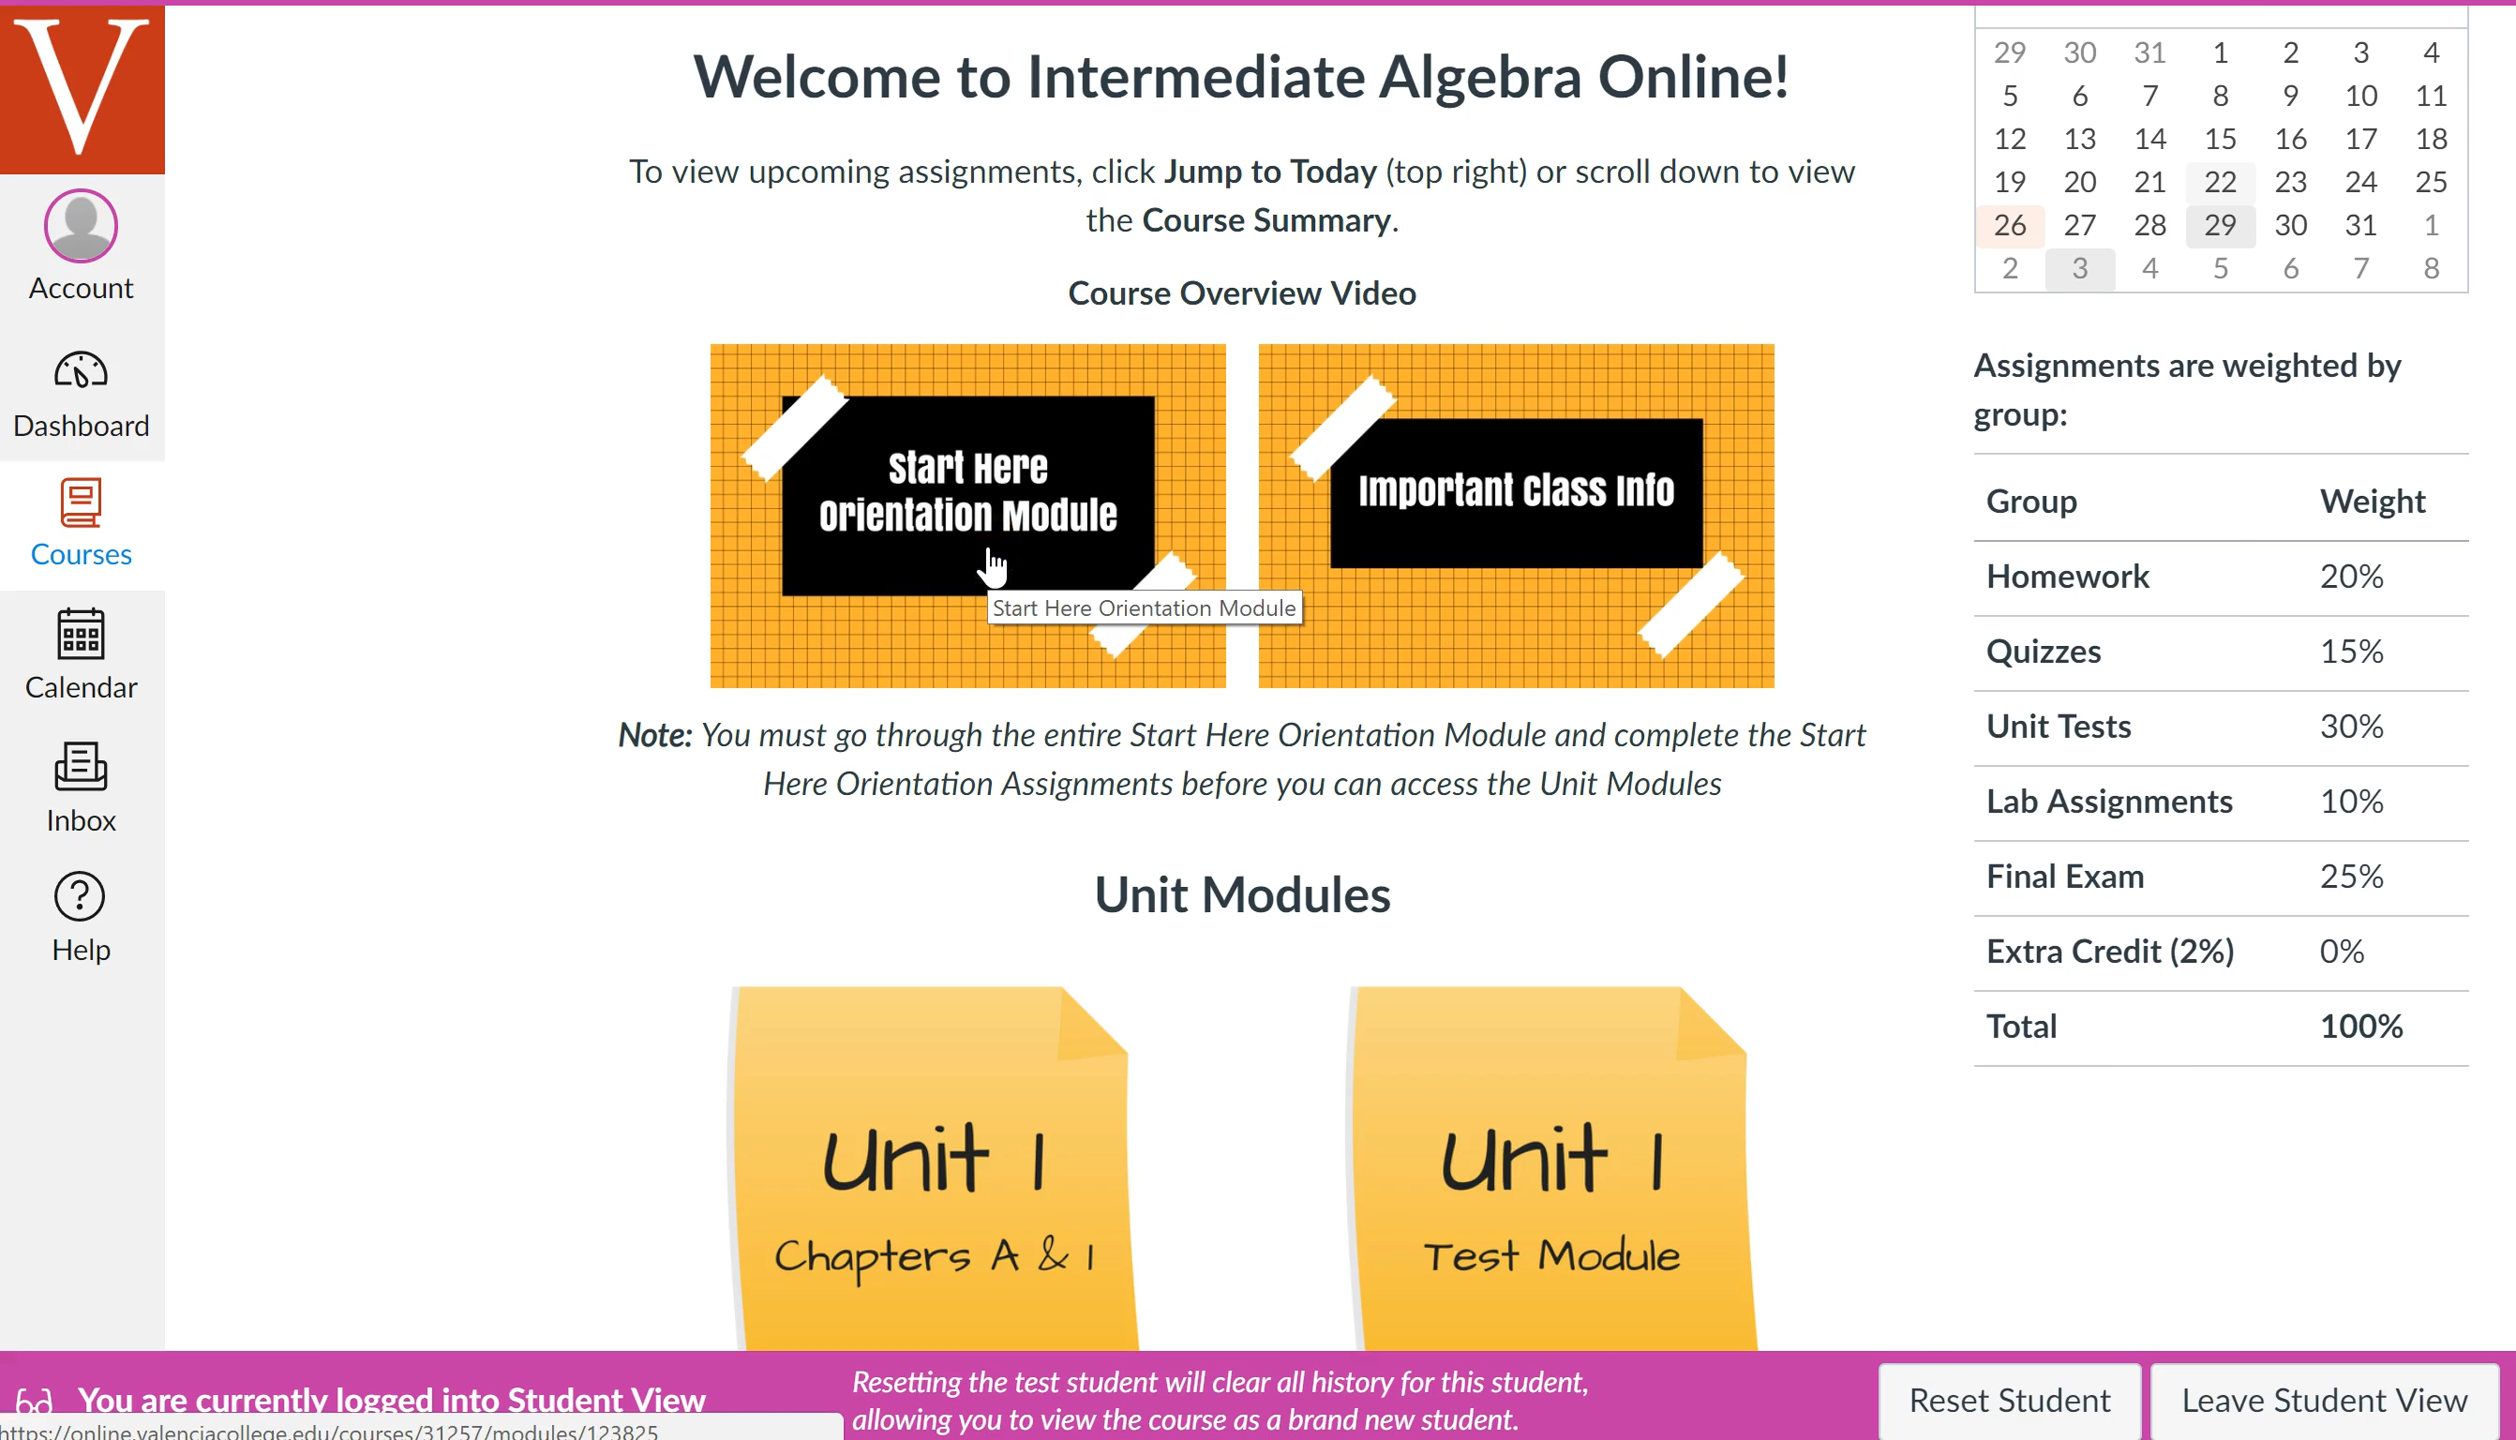 V
Account
Dashboard
Courses
Calendar
Inbox
Help
Welcome to Intermediate Algebra Online!
To view upcoming assignments, click Jump to Today (top right) or scroll down to view
the Course Summary.
Course Overview Video
Start Here
Orientation Module
Start Here Orientation Module
Important Class Info
Note: You must go through the entire Start Here Orientation Module and complete the Start
Here Orientation Assignments before you can access the Unit Modules
Unit Modules
Unit 1
Chapters A & 1
Unit 1
Test Module
29 30 31 1 2 3 4
5 6 7 8 9 10 11
12 13 14 15 16 17 18
19 20 21 22 23 24 25
26 27 28 29 30 31 1
2 3 4 5 6 7 8
Assignments are weighted by
group:
Group Weight
Homework 20%
Quizzes 15%
Unit Tests 30%
Lab Assignments 10%
Final Exam 25%
Extra Credit (2%) 0%
Total 100%
You are currently logged into Student View
https://online.valenciacollege.edu/courses/31257/modules/123825
Resetting the test student will clear all history for this student,
allowing you to view the course as a brand new student.
Reset Student
Leave Student View